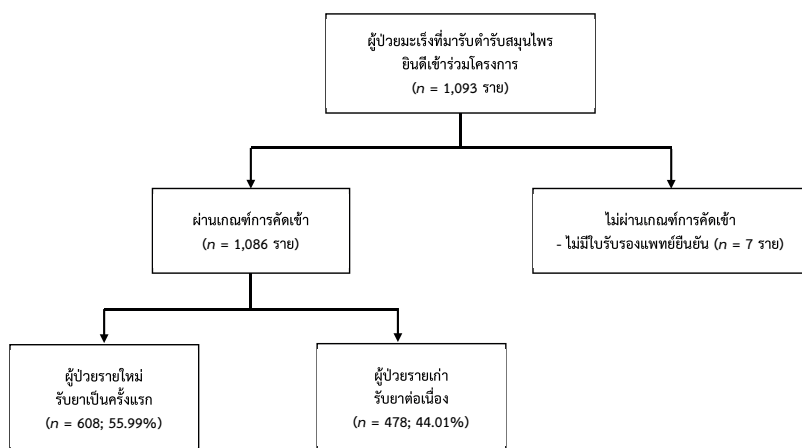 ผู้ป่วยมะเร็งที่มารับตำรับสมุนไพร
ยินดีเข้าร่วมโครงการ
(n = 1,093 ราย)
ผ่านเกณฑ์การคัดเข้า
(n = 1,086 ราย)
ไม่ผ่านเกณฑ์การคัดเข้า
- ไม่มีใบรับรองแพทย์ยืนยัน (n = 7 ราย)
ผู้ป่วยรายใหม่
รับยาเป็นครั้งแรก
(n = 608; 55.99%)
ผู้ป่วยรายเก่า
รับยาต่อเนื่อง
(n = 478; 44.01%)